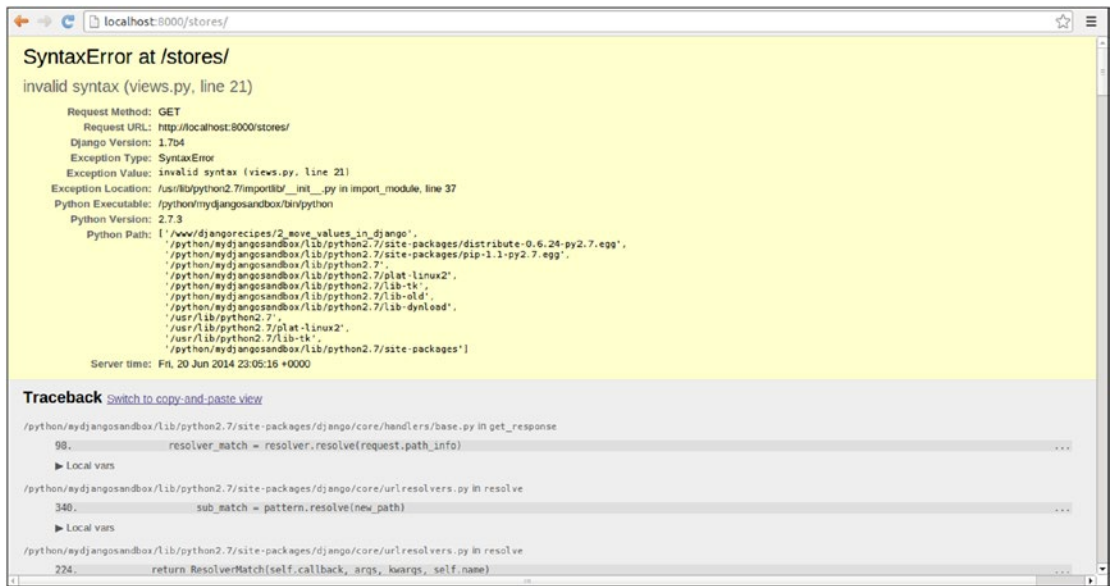 localhost:8000/stores/
SyntaxError at /stores/
invalid syntax (views.py, line 21)
Request Method: GET
Request URL: http://localhost:8000/stores/
Django Version: 1.7b4
Exception Type: SyntaxError
Exception Value: invalid syntax (views.py, line 21)
Exception Location: /usr/lib/python2.7/importlib/__init__.py in import_module, line 37
Python Executable: /python/mydjangosandbox/bin/python
Python Version: 2.7.3
Python Path: ['/www/djangorecipes/2_move_values_in_django',
'/python/mydjangosandbox/lib/python2.7/site-packages/distribute-0.6.24-py2.7.egg',
'/python/mydjangosandbox/lib/python2.7/site-packages/pip-1.1-py2.7.egg',
'/python/mydjangosandbox/lib/python2.7',
'/python/mydjangosandbox/lib/python2.7/plat-linux2',
'/python/mydjangosandbox/lib/python2.7/lib-tk',
'/python/mydjangosandbox/lib/python2.7/lib-old',
'/python/mydjangosandbox/lib/python2.7/lib-dynload',
'/usr/lib/python2.7',
'/usr/lib/python2.7/plat-linux2',
'/usr/lib/python2.7/lib-tk',
'/python/mydjangosandbox/lib/python2.7/site-packages']
Server time: Fri, 20 Jun 2014 23:05:16 +0000
Traceback Switch to copy-and-paste view
/python/mydjangosandbox/lib/python2.7/site-packages/django/core/handlers/base.py in get_response
98. resolver_match = resolver.resolve(request.path_info) ...
▶ Local vars
/python/mydjangosandbox/lib/python2.7/site-packages/django/core/urlresolvers.py in resolve
340. sub_match = pattern.resolve(new_path) ...
▶ Local vars
/python/mydjangosandbox/lib/python2.7/site-packages/django/core/urlresolvers.py in resolve
224. return ResolverMatch(self.callback, args, kwargs, self.name)